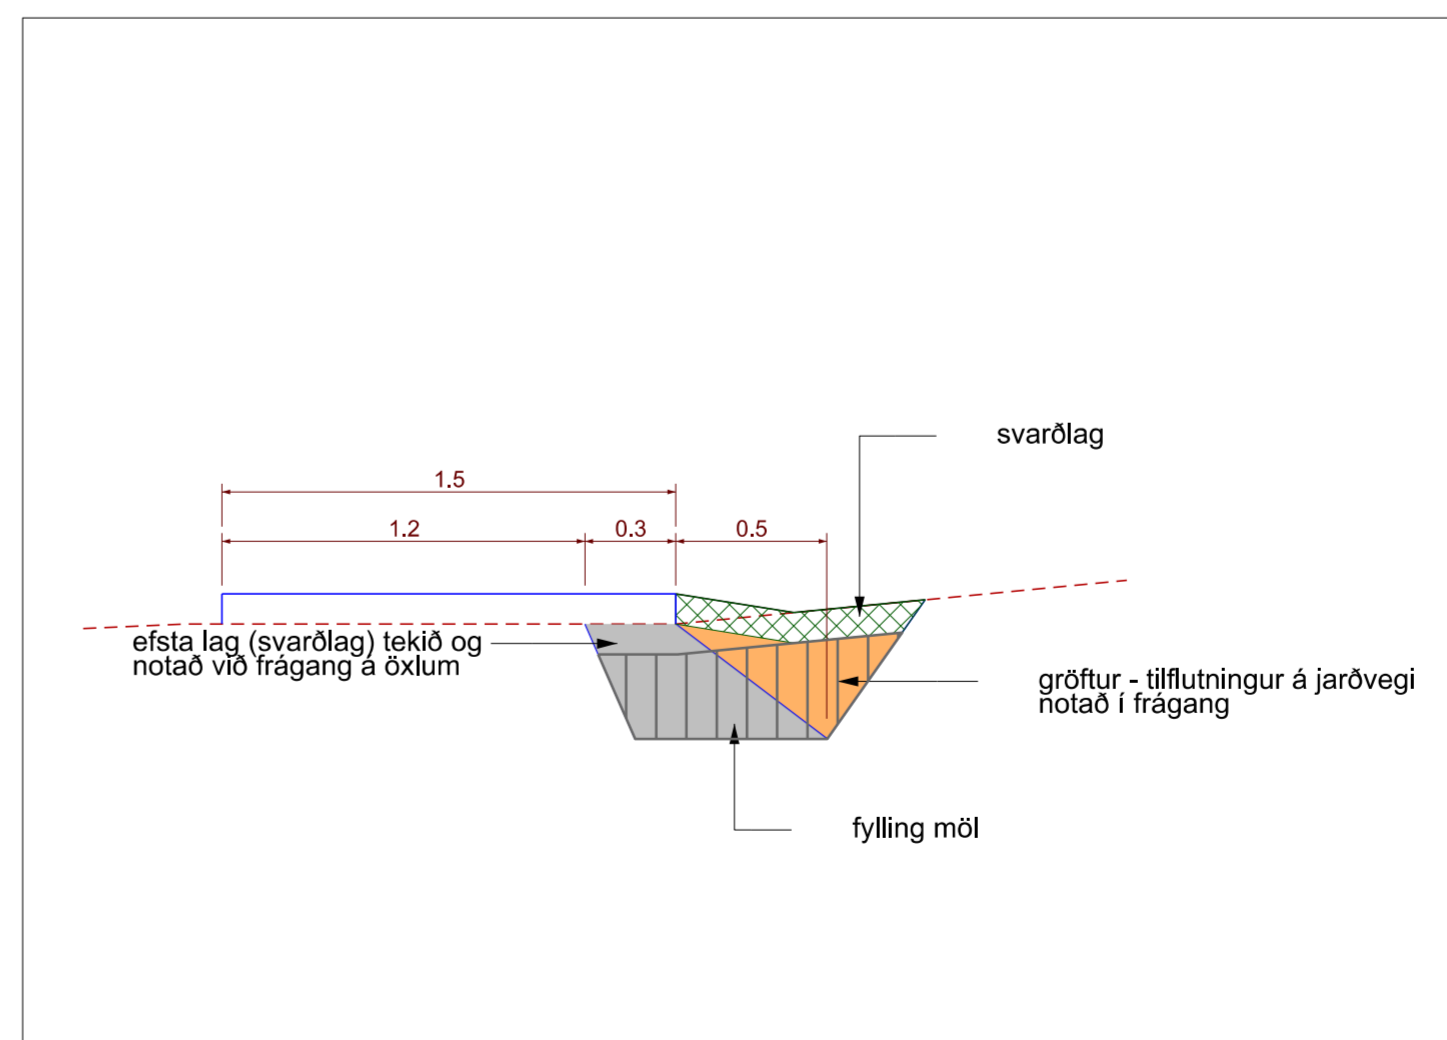 svarðlag
1.5
1.2 0.3 0.5
efsta lag (svarðlag) tekið og
notað við frágang á öxlum
gröftur - tilflutningur á jarðvegi
notað í frágang
fylling möl